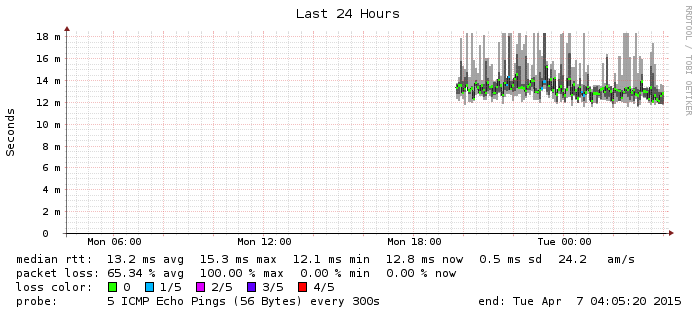 Last 24 Hours
RRDTOOL / TOBI OETIKER
Seconds
18 m
16 m
14 m
12 m
10 m
8 m
6 m
4 m
2 m
0
Mon 06:00 Mon 12:00 Mon 18:00 Tue 00:00
median rtt: 13.2 ms avg 15.3 ms max 12.1 ms min 12.8 ms now 0.5 ms sd 24.2 am/s
packet loss: 65.34 % avg 100.00 % max 0.00 % min 0.00 % now
loss color: 0 1/5 2/5 3/5 4/5
probe: 5 ICMP Echo Pings (56 Bytes) every 300s end: Tue Apr 7 04:05:20 2015